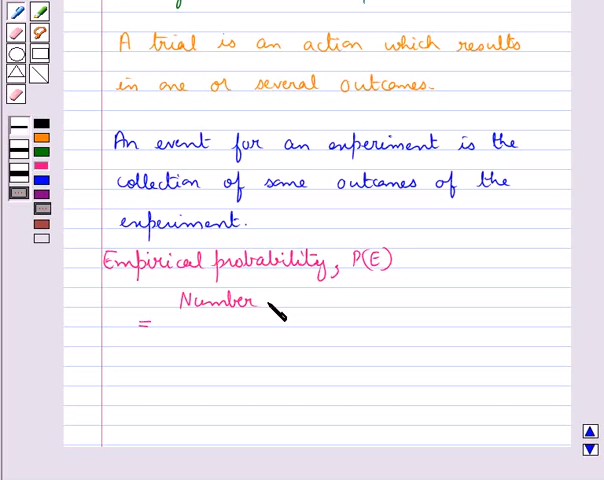 A trial is an action which results
in one or several outcomes.
An event for an experiment is the
collection of some outcomes of the
experiment.
Empirical probability, P(E)
Number
=